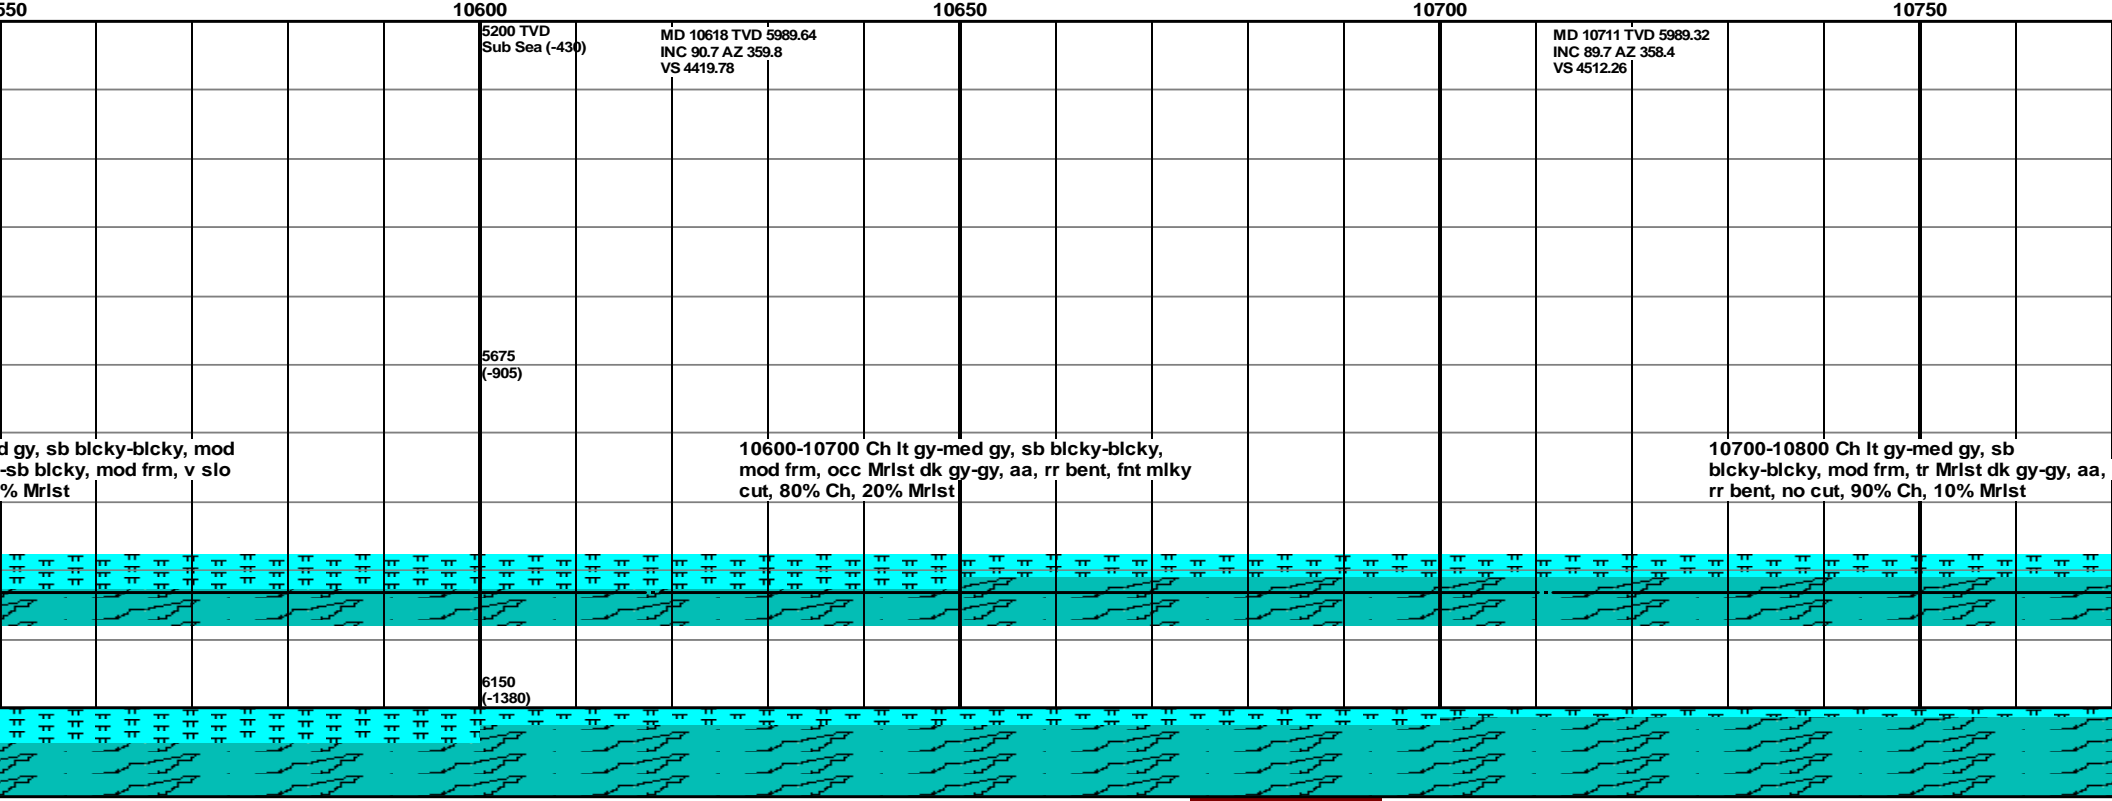 550 10600 10650 10700 10750
5200 TVD
Sub Sea (-430)
MD 10618 TVD 5989.64
INC 90.7 AZ 359.8
VS 4419.78
MD 10711 TVD 5989.32
INC 89.7 AZ 358.4
VS 4512.26
5675
(-905)
d gy, sb blcky-blcky, mod
-sb blcky, mod frm, v slo
% Mrlst
10600-10700 Ch lt gy-med gy, sb blcky-blcky,
mod frm, occ Mrlst dk gy-gy, aa, rr bent, fnt mlky
cut, 80% Ch, 20% Mrlst
10700-10800 Ch lt gy-med gy, sb
blcky-blcky, mod frm, tr Mrlst dk gy-gy, aa,
rr bent, no cut, 90% Ch, 10% Mrlst
6150
(-1380)